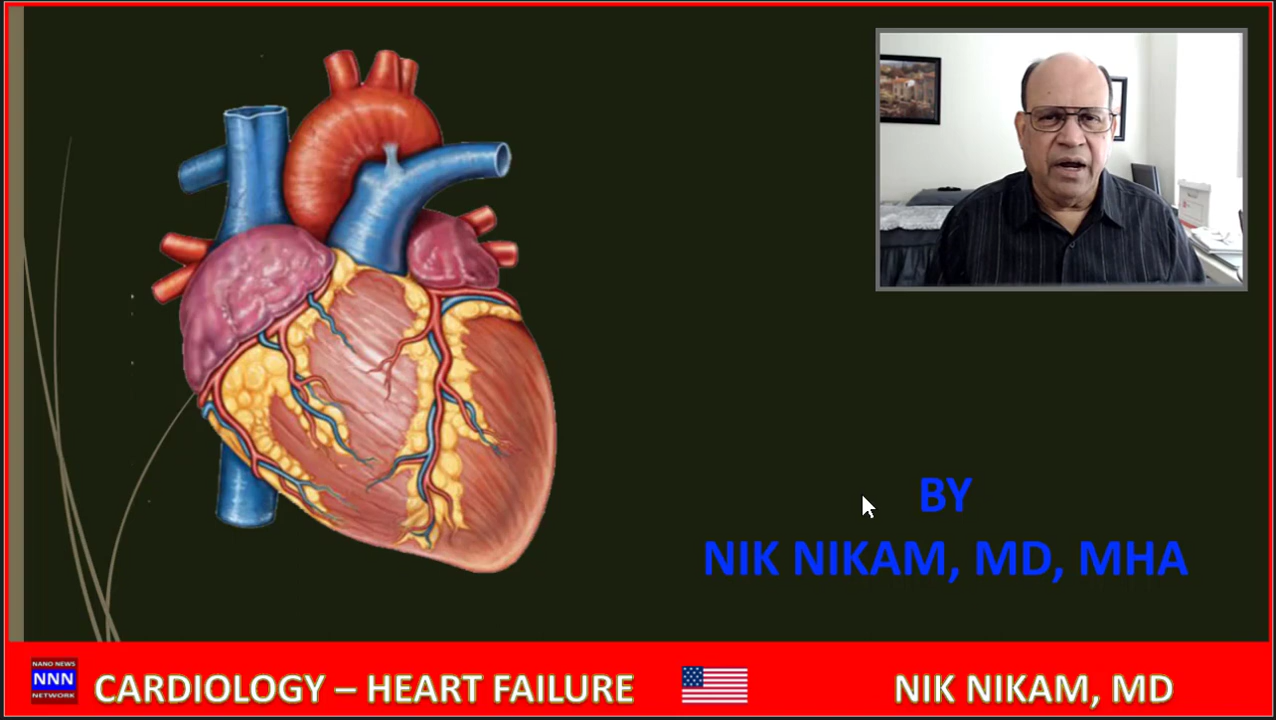 BY
NIK NIKAM, MD, MHA
NANO NEWS
NNN
NETWORK
CARDIOLOGY – HEART FAILURE
NIK NIKAM, MD